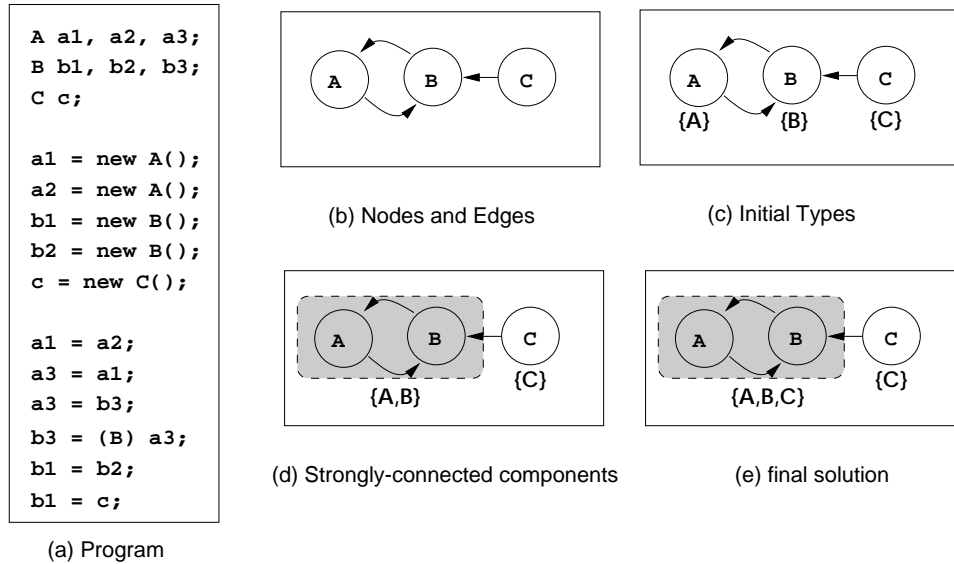 A a1, a2, a3;
B b1, b2, b3;
C c;
a1 = new A();
a2 = new A();
b1 = new B();
b2 = new B();
c = new C();
a1 = a2;
a3 = a1;
a3 = b3;
b3 = (B) a3;
b1 = b2;
b1 = c;
(a) Program
A B C
(b) Nodes and Edges
A B C
{A} {B} {C}
(c) Initial Types
A B C
{A,B} {C}
(d) Strongly-connected components
A B C
{A,B,C} {C}
(e) final solution